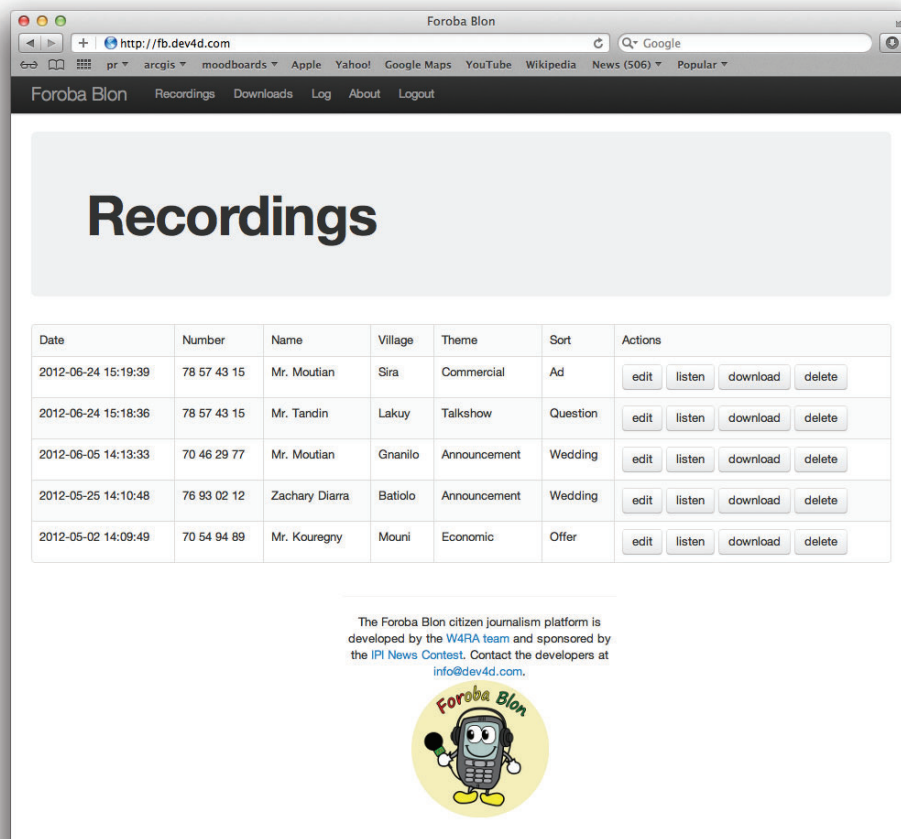 Foroba Blon
http://fb.dev4d.com
Google
pr arcgis moodboards Apple Yahoo! Google Maps YouTube Wikipedia News (506) Popular
Foroba Blon Recordings Downloads Log About Logout
Recordings
Date Number Name Village Theme Sort Actions
2012-06-24 15:19:39 78 57 43 15 Mr. Moutian Sira Commercial Ad edit listen download delete
2012-06-24 15:18:36 78 57 43 15 Mr. Tandin Lakuy Talkshow Question edit listen download delete
2012-06-05 14:13:33 70 46 29 77 Mr. Moutian Gnanilo Announcement Wedding edit listen download delete
2012-05-25 14:10:48 76 93 02 12 Zachary Diarra Batiolo Announcement Wedding edit listen download delete
2012-05-02 14:09:49 70 54 94 89 Mr. Kouregny Mouni Economic Offer edit listen download delete
The Foroba Blon citizen journalism platform is
developed by the W4RA team and sponsored by
the IPI News Contest. Contact the developers at
info@dev4d.com.
Foroba Blon